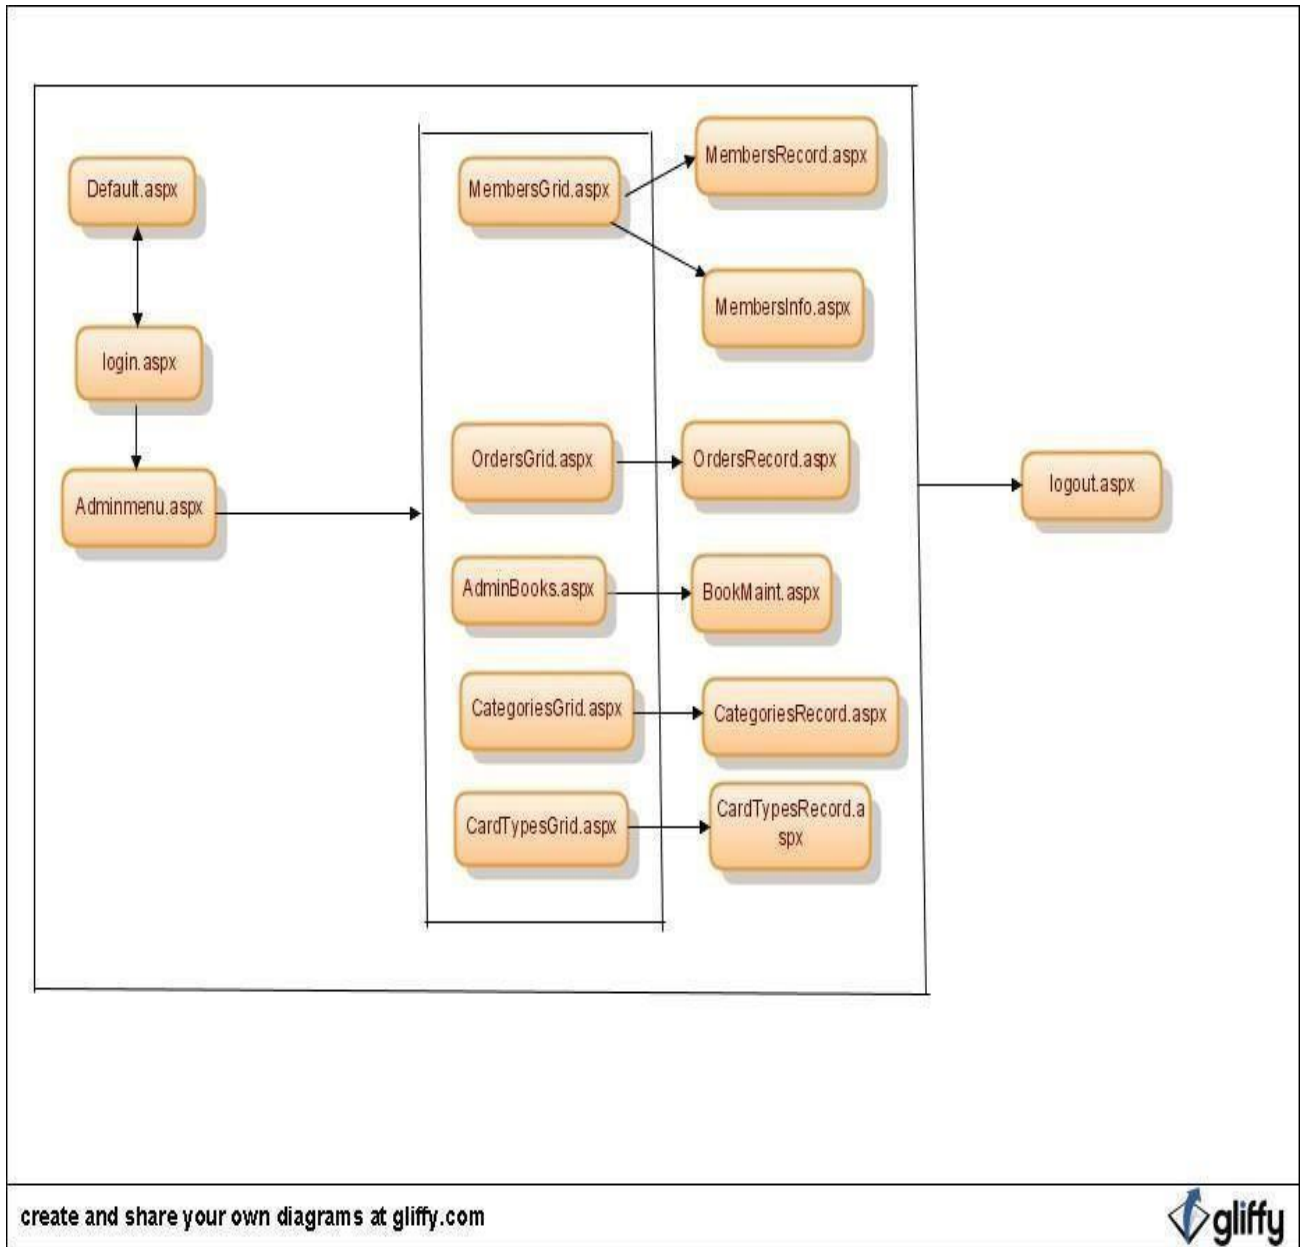 Default.aspx
login.aspx
Adminmenu.aspx
MembersGrid.aspx
MembersRecord.aspx
MembersInfo.aspx
OrdersGrid.aspx
OrdersRecord.aspx
AdminBooks.aspx
BookMaint.aspx
CategoriesGrid.aspx
CategoriesRecord.aspx
CardTypesGrid.aspx
CardTypesRecord.a
spx
logout.aspx
create and share your own diagrams at gliffy.com
gliffy